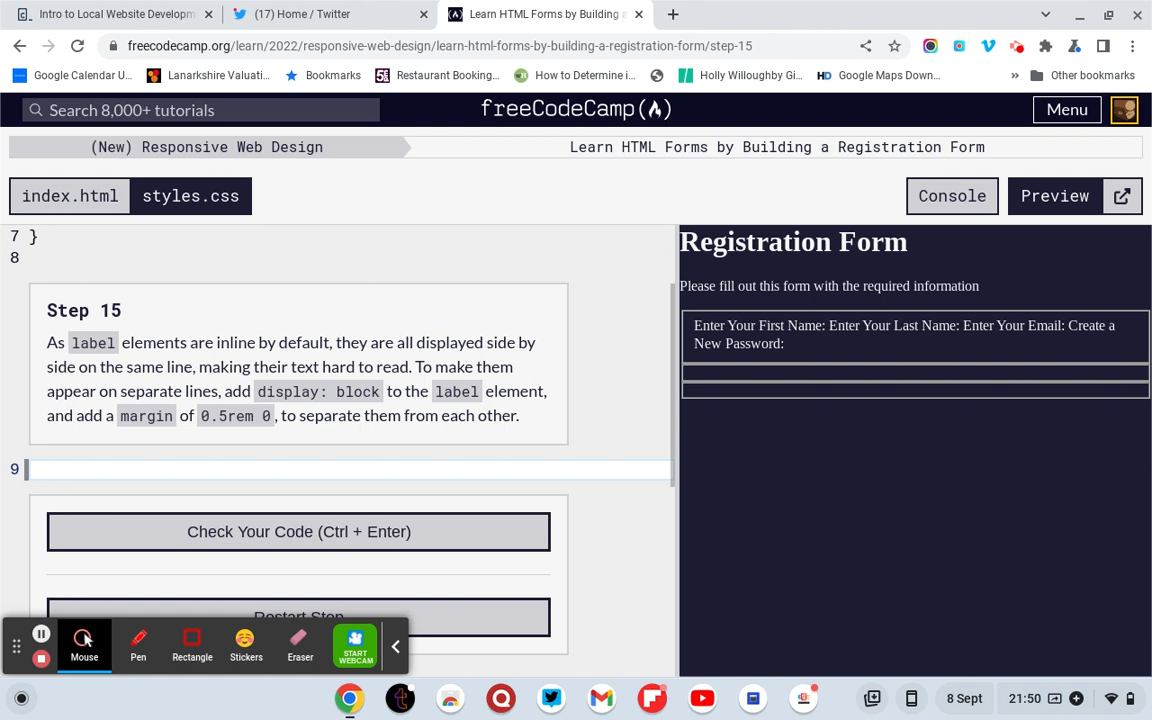 Intro to Local Website Developm
(17) Home / Twitter
Learn HTML Forms by Building a
freecodecamp.org/learn/2022/responsive-web-design/learn-html-forms-by-building-a-registration-form/step-15
Google Calendar U...
Lanarkshire Valuati...
Bookmarks
Restaurant Booking...
How to Determine i...
Holly Willoughby Gi...
HD Google Maps Down...
»
Other bookmarks
Search 8,000+ tutorials
freeCodeCamp
Menu
(New) Responsive Web Design
Learn HTML Forms by Building a Registration Form
index.html
styles.css
Console
Preview
7 }
8
Step 15
As label elements are inline by default, they are all displayed side by
side on the same line, making their text hard to read. To make them
appear on separate lines, add display: block to the label element,
and add a margin of 0.5rem 0, to separate them from each other.
9
Check Your Code (Ctrl + Enter)
Restart Step
Registration Form
Please fill out this form with the required information
Enter Your First Name: Enter Your Last Name: Enter Your Email: Create a
New Password:
Mouse
Pen
Rectangle
Stickers
Eraser
START
WEBCAM
8 Sept
21:50